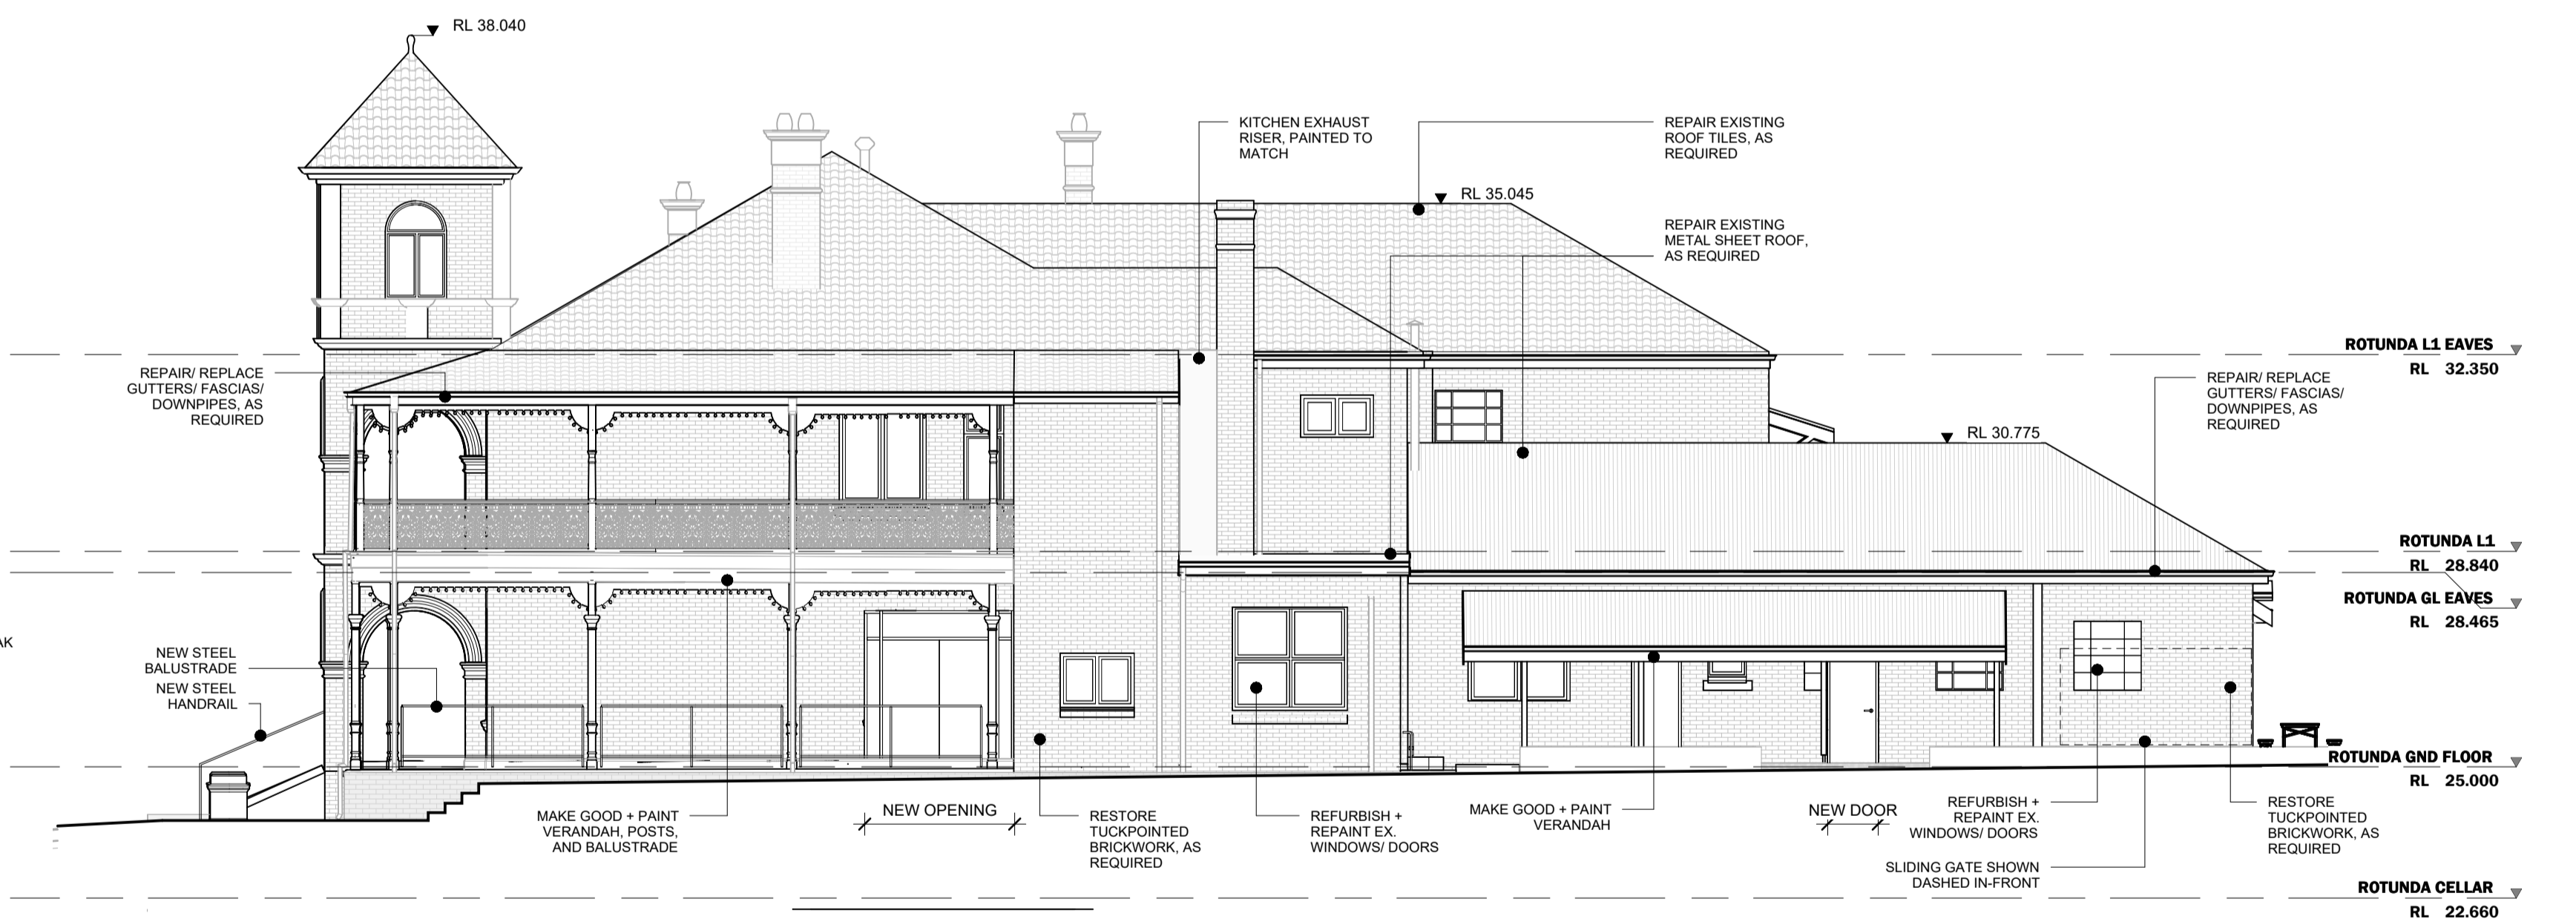 RL 38.040
KITCHEN EXHAUST
RISER, PAINTED TO
MATCH
REPAIR EXISTING
ROOF TILES, AS
REQUIRED
RL 35.045
REPAIR EXISTING
METAL SHEET ROOF,
AS REQUIRED
ROTUNDA L1 EAVES
RL 32.350
REPAIR/ REPLACE
GUTTERS/ FASCIAS/
DOWNPIPES, AS
REQUIRED
REPAIR/ REPLACE
GUTTERS/ FASCIAS/
DOWNPIPES, AS
REQUIRED
RL 30.775
ROTUNDA L1
RL 28.840
ROTUNDA GL EAVES
RL 28.465
AK
NEW STEEL
BALUSTRADE
NEW STEEL
HANDRAIL
ROTUNDA GND FLOOR
RL 25.000
MAKE GOOD + PAINT
VERANDAH, POSTS,
AND BALUSTRADE
NEW OPENING
RESTORE
TUCKPOINTED
BRICKWORK, AS
REQUIRED
REFURBISH +
REPAINT EX.
WINDOWS/ DOORS
MAKE GOOD + PAINT
VERANDAH
NEW DOOR
REFURBISH +
REPAINT EX.
WINDOWS/ DOORS
SLIDING GATE SHOWN
DASHED IN-FRONT
RESTORE
TUCKPOINTED
BRICKWORK, AS
REQUIRED
ROTUNDA CELLAR
RL 22.660